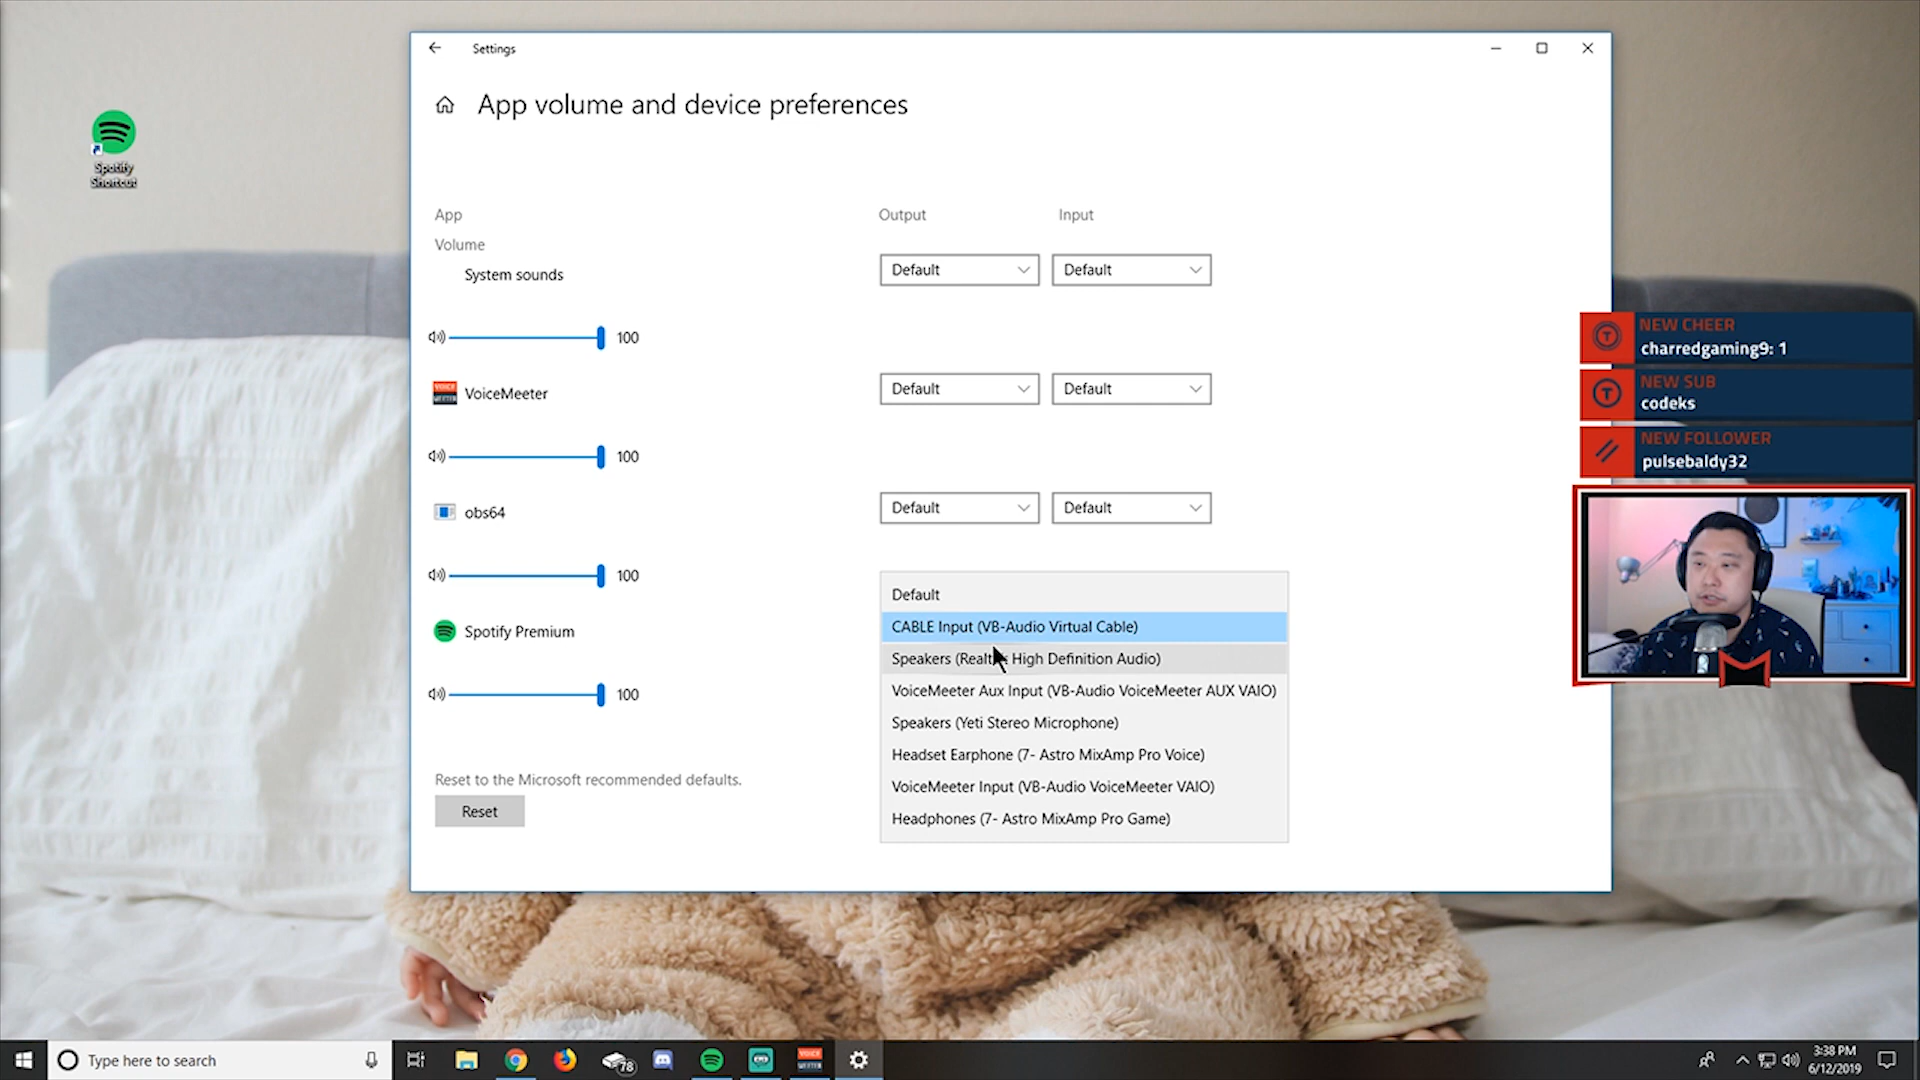 Spotify
Shortcut
Settings
App volume and device preferences
App
Volume
Output
Input
System sounds
Default
Default
100
VOICE
MEETER
VoiceMeeter
Default
Default
100
obs64
Default
Default
100
Spotify Premium
100
Default
CABLE Input (VB-Audio Virtual Cable)
Speakers (Realt High Definition Audio)
VoiceMeeter Aux Input (VB-Audio VoiceMeeter AUX VAIO)
Speakers (Yeti Stereo Microphone)
Headset Earphone (7- Astro MixAmp Pro Voice)
VoiceMeeter Input (VB-Audio VoiceMeeter VAIO)
Headphones (7- Astro MixAmp Pro Game)
Reset to the Microsoft recommended defaults.
Reset
NEW CHEER
charredgaming9: 1
NEW SUB
codeks
NEW FOLLOWER
pulsebaldy32
Type here to search
78
VOICE
MEETER
3:38 PM
6/12/2019